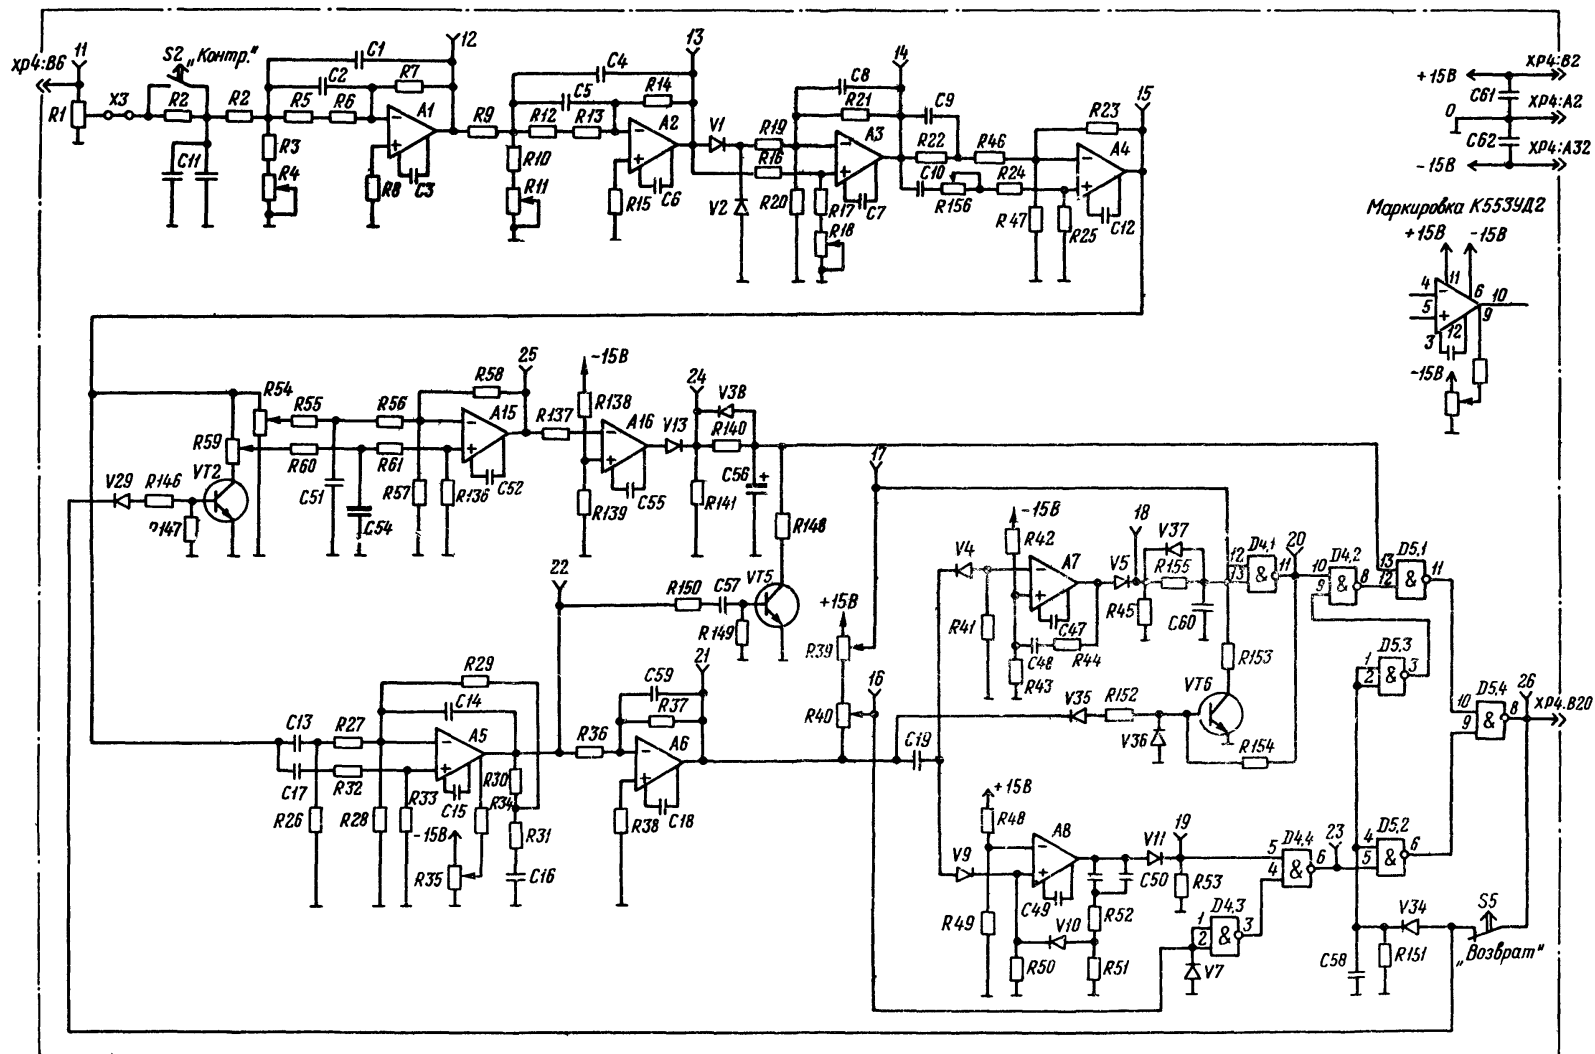 хр4:В6
11
S2 „Контр."
C1
12
C4
13
14
C8
15
+15В
ХР4:В2
C61
0
ХР4:А2
C62
ХР4:А32
-15В
R1
X3
R2
R2
C2
R7
R5
R6
A1
R9
C5
R14
R12
R13
A2
V1
R19
R21
C9
R23
A3
R22
R46
A4
R3
R4
C11
R8
C3
R10
R11
R15
C6
V2
R16
R20
R17
R18
C7
C10
R156
R24
R47
R25
C12
Маркировка К553УД2
+15В
-15В
4
11
6
10
5
9
12
3
-15В
R54
R55
R56
R58
25
A15
R137
-15В
R138
A16
V13
24
V38
R140
R59
R60
R61
17
V29
R146
VT2
R147
C51
C54
R57
R136
C52
R139
C55
R141
C56
+
R148
22
R150
C57
VT5
R149
+15В
R39
R40
16
21
V4
-15В
R42
A7
V5
18
V37
R155
R45
C60
R41
C47
C48
R44
R43
12
13
D4,1
&
11
20
10
9
D4,2
&
8
13
12
D5,1
&
11
R153
V35
R152
VT6
V36
R154
1
2
D5,3
&
3
D5,4
10
9
&
8
26
ХР4.В20
R29
C14
C13
R27
A5
C17
R32
R33
C15
R30
R34
R26
R28
-15В
R35
R31
C16
R36
C59
R37
A6
R38
C18
C19
+15В
R48
A8
V9
V11
19
C50
R53
C49
R52
V10
R49
R50
R51
5
4
D4,4
&
6
23
4
5
D5,2
&
6
1
2
D4,3
&
3
V7
C58
R151
V34
S5
„Возврат"